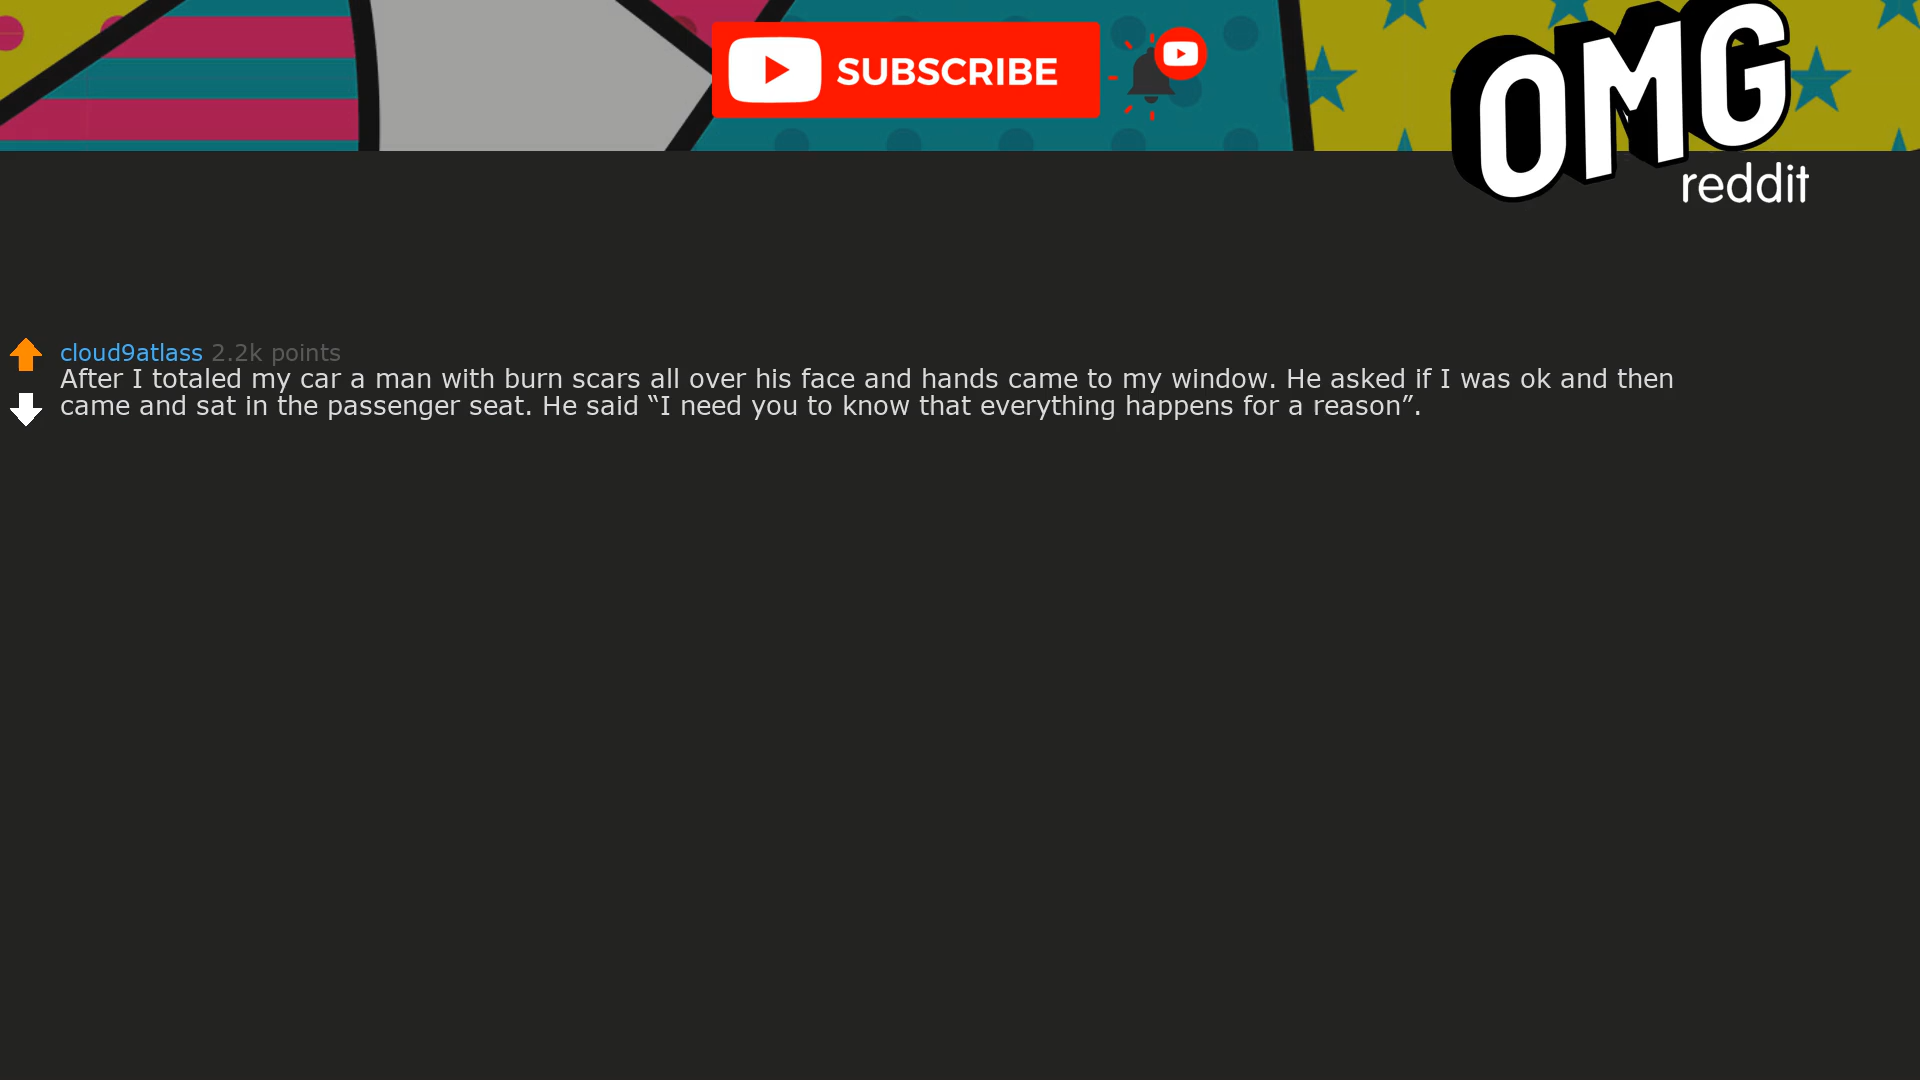 SUBSCRIBE
OMG
reddit
cloud9atlass 2.2k points
After I totaled my car a man with burn scars all over his face and hands came to my window. He asked if I was ok and then
came and sat in the passenger seat. He said “I need you to know that everything happens for a reason”.